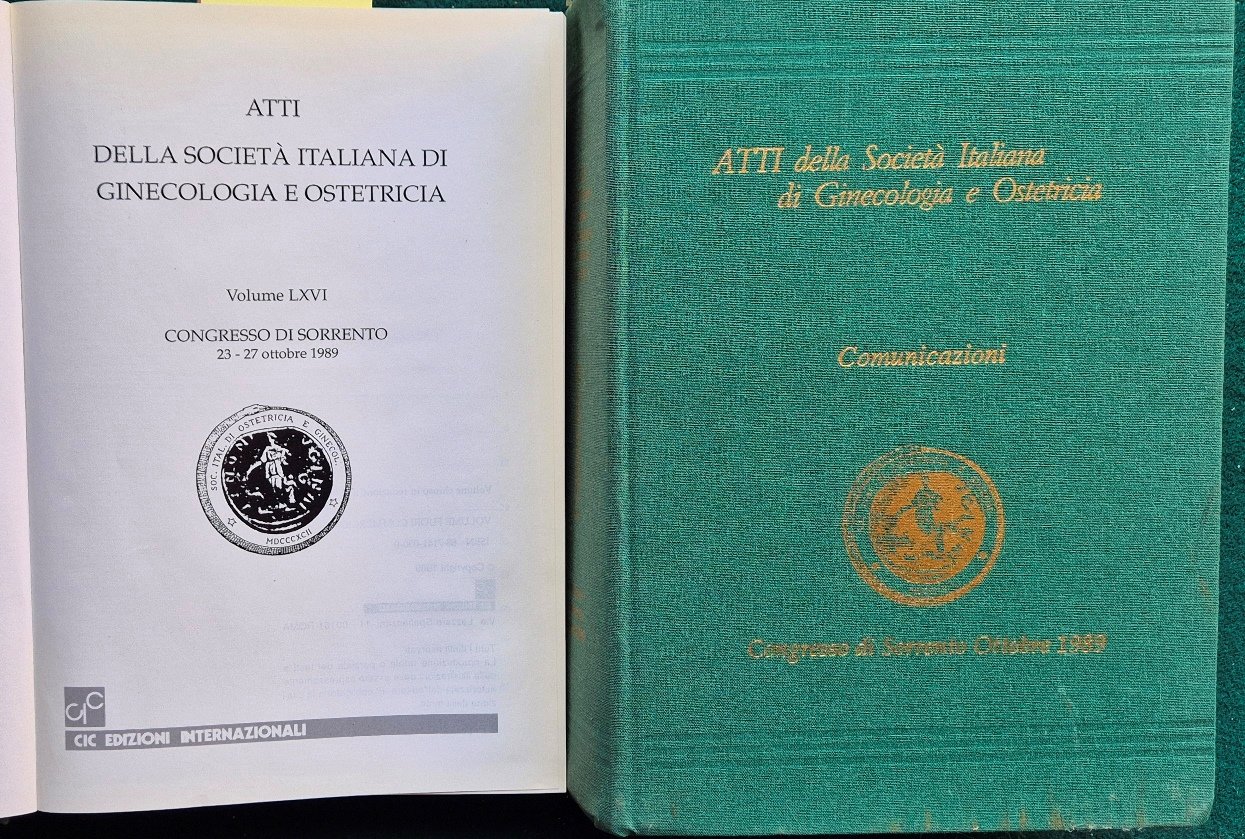 ATTI
DELLA SOCIETÀ ITALIANA DI
GINECOLOGIA E OSTETRICIA
Volume LXVI
CONGRESSO DI SORRENTO
23 - 27 ottobre 1989
SOC. ITAL. DI OSTETRICIA E GINECOL.
MDCCCXCII
CIC
CIC EDIZIONI INTERNAZIONALI
ATTI della Società Italiana
di Ginecologia e Ostetricia
Comunicazioni
Congresso di Sorrento Ottobre 1989